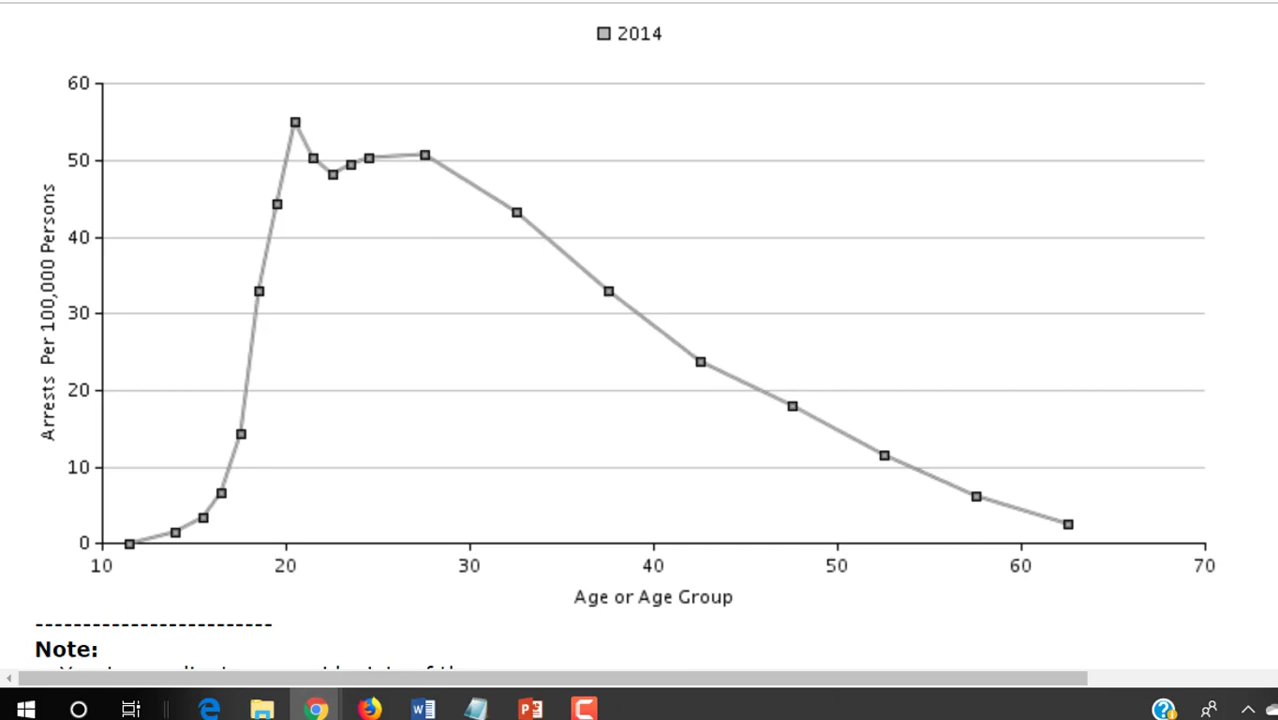 2014
60
50
40
30
20
10
0
Arrests Per 100,000 Persons
10 20 30 40 50 60 70
Age or Age Group
------------------------
Note: